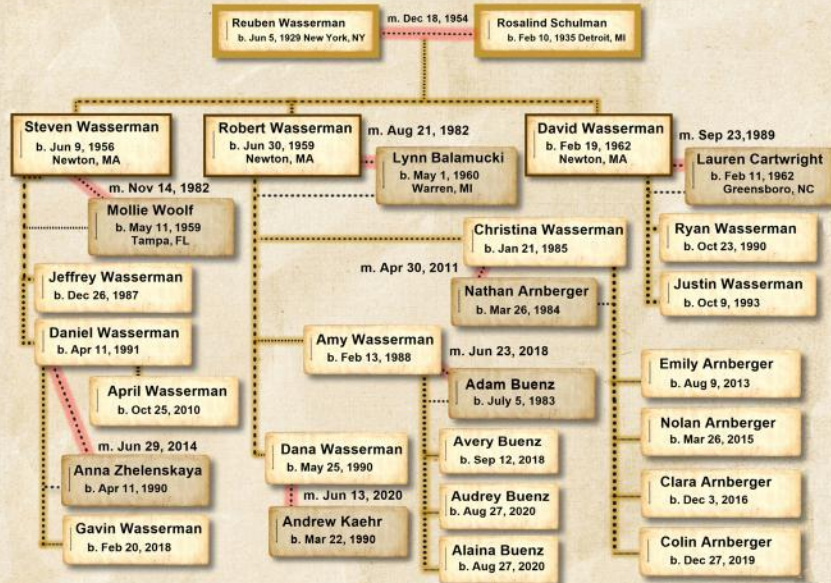 Reuben Wasserman
b. Jun 5, 1929 New York, NY
m. Dec 18, 1954
Rosalind Schulman
b. Feb 10, 1935 Detroit, MI
Steven Wasserman
b. Jun 9, 1956
Newton, MA
m. Nov 14, 1982
Mollie Woolf
b. May 11, 1959
Tampa, FL
Jeffrey Wasserman
b. Dec 26, 1987
Daniel Wasserman
b. Apr 11, 1991
April Wasserman
b. Oct 25, 2010
m. Jun 29, 2014
Anna Zhelenskaya
b. Apr 11, 1990
Gavin Wasserman
b. Feb 20, 2018
Robert Wasserman
b. Jun 30, 1959
Newton, MA
m. Aug 21, 1982
Lynn Balamucki
b. May 1, 1960
Warren, MI
Christina Wasserman
b. Jan 21, 1985
m. Apr 30, 2011
Nathan Arnberger
b. Mar 26, 1984
Amy Wasserman
b. Feb 13, 1988
m. Jun 23, 2018
Adam Buenz
b. July 5, 1983
Avery Buenz
b. Sep 12, 2018
Audrey Buenz
b. Aug 27, 2020
Alaina Buenz
b. Aug 27, 2020
Dana Wasserman
b. May 25, 1990
m. Jun 13, 2020
Andrew Kaehr
b. Mar 22, 1990
David Wasserman
b. Feb 19, 1962
Newton, MA
m. Sep 23,1989
Lauren Cartwright
b. Feb 11, 1962
Greensboro, NC
Ryan Wasserman
b. Oct 23, 1990
Justin Wasserman
b. Oct 9, 1993
Emily Arnberger
b. Aug 9, 2013
Nolan Arnberger
b. Mar 26, 2015
Clara Arnberger
b. Dec 3, 2016
Colin Arnberger
b. Dec 27, 2019